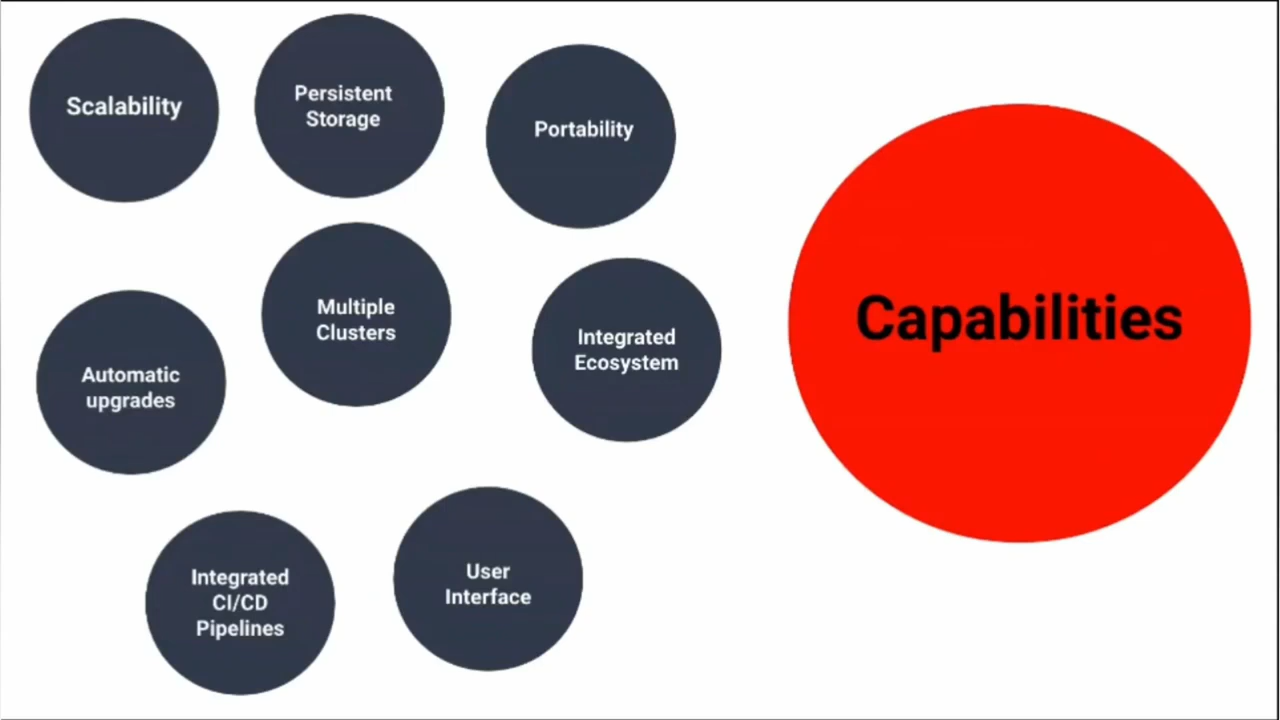 Scalability
Persistent
Storage
Portability
Multiple
Clusters
Integrated
Ecosystem
Automatic
upgrades
Integrated
CI/CD
Pipelines
User
Interface
Capabilities